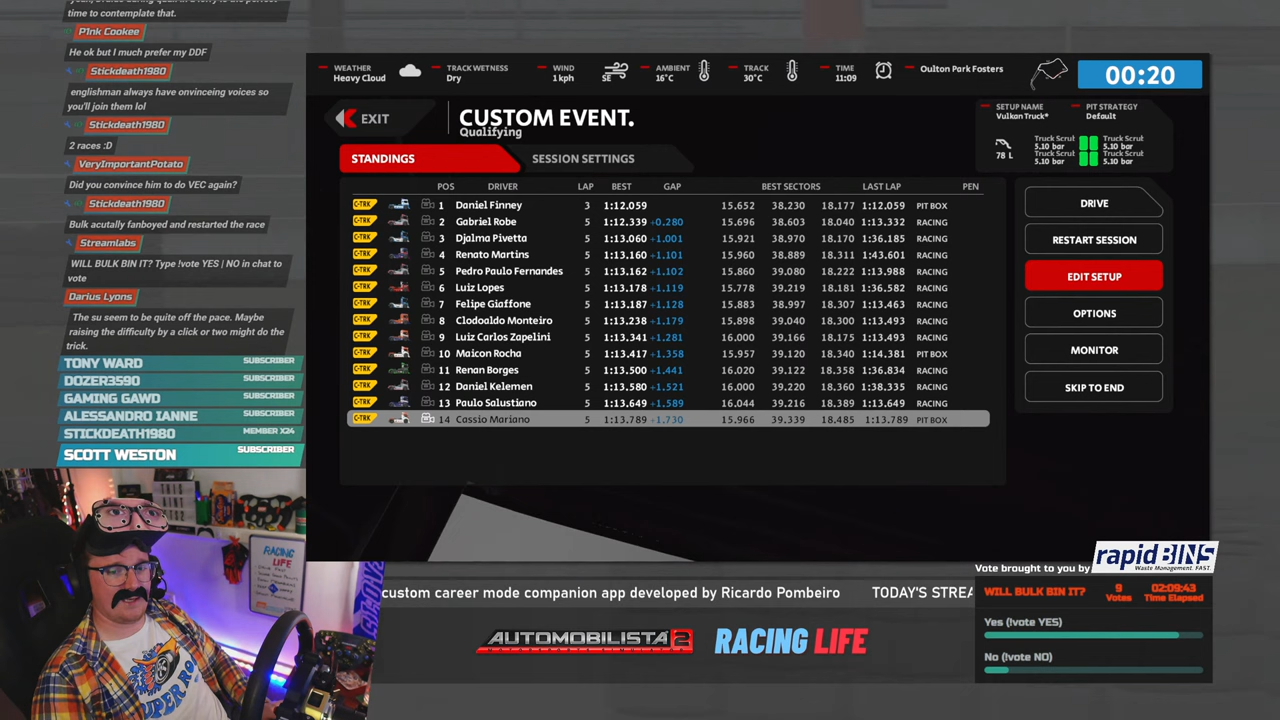 time to contemplate that.
P1nk Cookee
He ok but I much prefer my DDF
Stickdeath1980
englishman always have onvinceing voices so
you'll join them lol
Stickdeath1980
2 races :D
VeryImportantPotato
Did you convince him to do VEC again?
Stickdeath1980
Bulk acutally fanboyed and restarted the race
Streamlabs
WILL BULK BIN IT? Type !vote YES | NO in chat to
vote
Darius Lyons
The su seem to be quite off the pace. Maybe
raising the difficulty by a click or two might do the
trick.
TONY WARD SUBSCRIBER
DOZER3590 SUBSCRIBER
GAMING GAWD SUBSCRIBER
ALESSANDRO IANNE SUBSCRIBER
STICKDEATH1980 MEMBER X24
SCOTT WESTON SUBSCRIBER
WEATHER
Heavy Cloud
TRACK WETNESS
Dry
WIND
1 kph
SE
AMBIENT
16°C
TRACK
30°C
TIME
11:09
Oulton Park Fosters
00:20
EXIT
CUSTOM EVENT.
Qualifying
SETUP NAME
Vulkan Truck*
PIT STRATEGY
Default
78 L
Truck Scrut
5.10 bar
Truck Scrut
5.10 bar
Truck Scrut
5.10 bar
Truck Scrut
5.10 bar
STANDINGS
SESSION SETTINGS
POS DRIVER LAP BEST GAP BEST SECTORS LAST LAP PEN
C-TRK 1 Daniel Finney 3 1:12.059 15.652 38.230 18.177 1:12.059 PIT BOX
C-TRK 2 Gabriel Robe 5 1:12.339 +0.280 15.696 38.603 18.040 1:13.332 RACING
C-TRK 3 Djalma Pivetta 5 1:13.060 +1.001 15.921 38.970 18.170 1:36.185 RACING
C-TRK 4 Renato Martins 5 1:13.160 +1.101 15.960 38.889 18.311 1:43.601 RACING
C-TRK 5 Pedro Paulo Fernandes 5 1:13.162 +1.102 15.860 39.080 18.222 1:13.988 RACING
C-TRK 6 Luiz Lopes 5 1:13.178 +1.119 15.778 39.219 18.181 1:36.582 RACING
C-TRK 7 Felipe Giaffone 5 1:13.187 +1.128 15.883 38.997 18.307 1:13.463 RACING
C-TRK 8 Clodoaldo Monteiro 5 1:13.238 +1.179 15.898 39.040 18.300 1:13.493 RACING
C-TRK 9 Luiz Carlos Zapelini 5 1:13.341 +1.281 16.000 39.166 18.175 1:13.493 RACING
C-TRK 10 Maicon Rocha 5 1:13.417 +1.358 15.957 39.120 18.340 1:14.381 PIT BOX
C-TRK 11 Renan Borges 5 1:13.500 +1.441 16.020 39.122 18.358 1:36.834 RACING
C-TRK 12 Daniel Kelemen 5 1:13.580 +1.521 16.000 39.220 18.360 1:38.335 RACING
C-TRK 13 Paulo Salustiano 5 1:13.649 +1.589 16.044 39.216 18.389 1:13.649 RACING
C-TRK 14 Cassio Mariano 5 1:13.789 +1.730 15.966 39.339 18.485 1:13.789 PIT BOX
DRIVE
RESTART SESSION
EDIT SETUP
OPTIONS
MONITOR
SKIP TO END
RACING
LIFE
SUPER
custom career mode companion app developed by Ricardo Pombeiro TODAY'S STREA
AUTOMOBILISTA 2
RACING LIFE
Vote brought to you by
rapidBINS
Waste Management. FAST.
WILL BULK BIN IT?
9
Votes
02:09:43
Time Elapsed
Yes (!vote YES)
No (!vote NO)